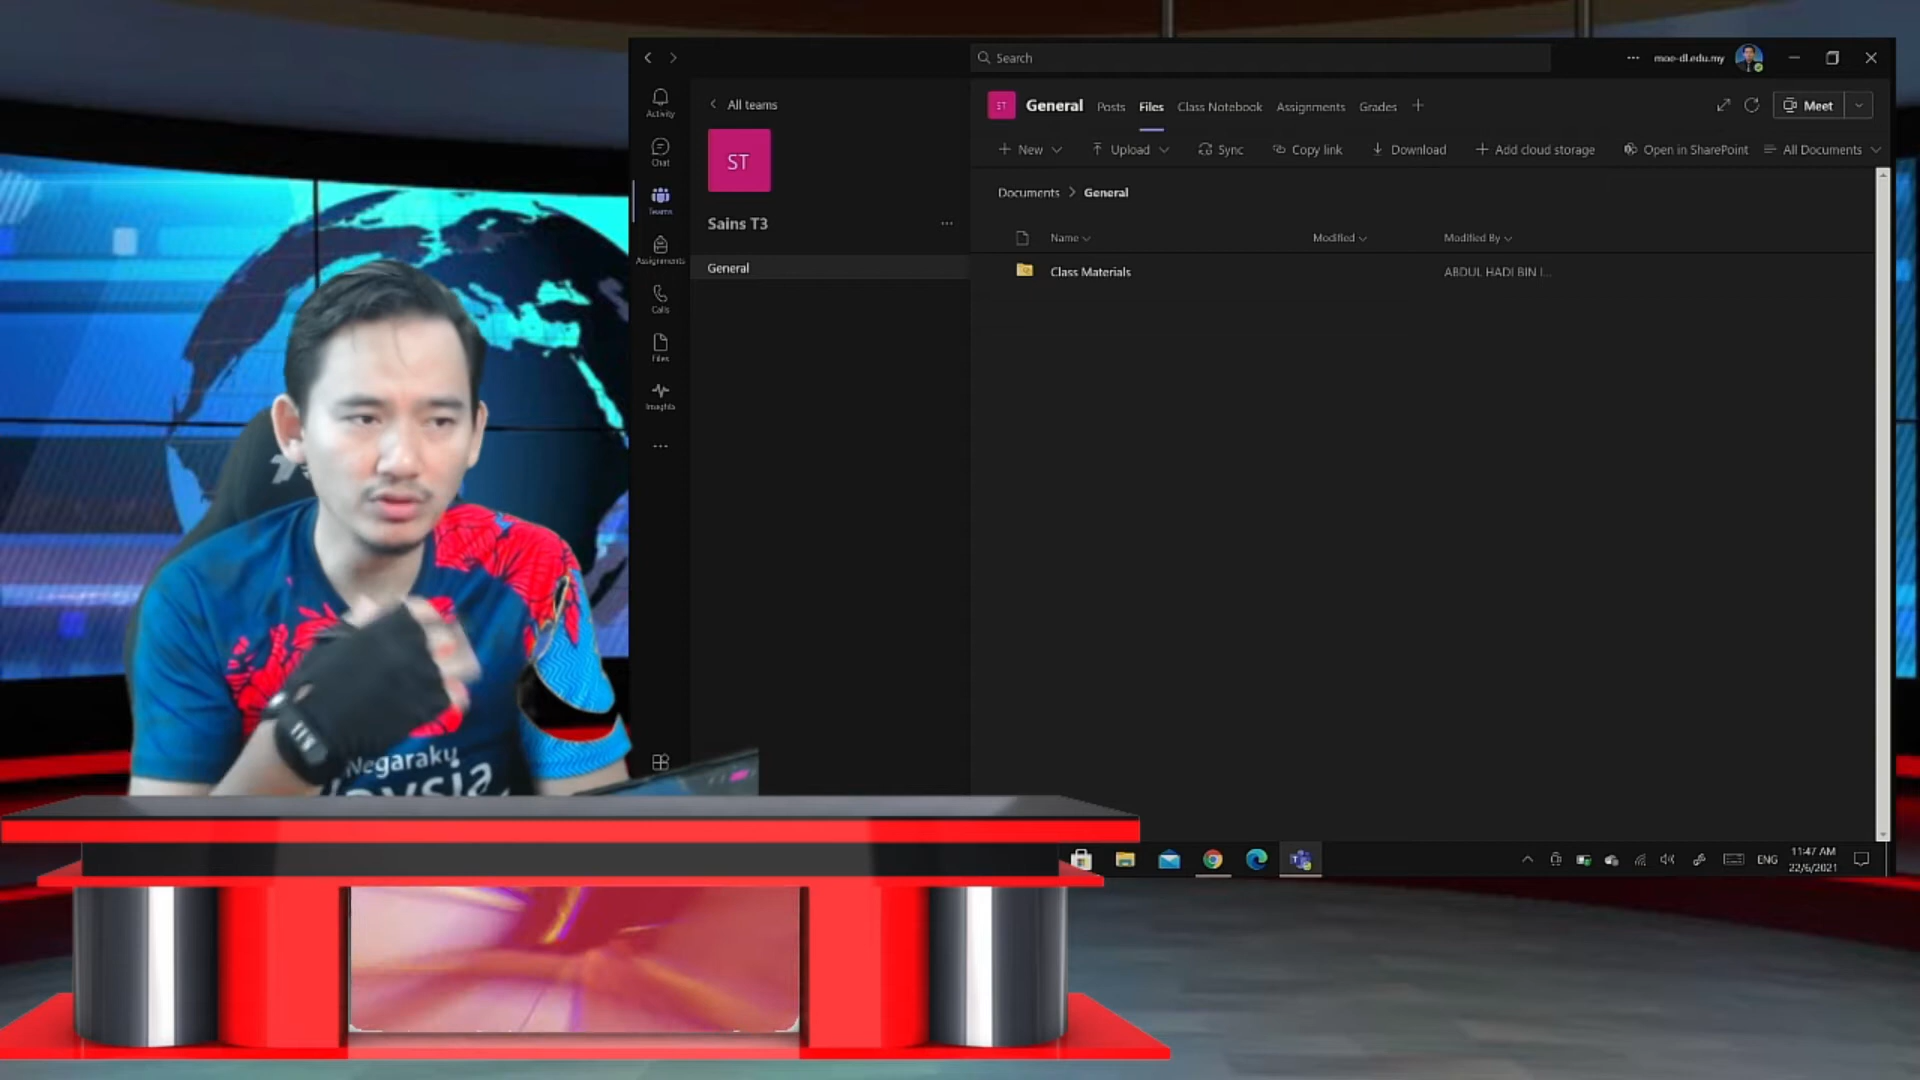 Search
moe-dl.edu.my
Activity
Chat
Teams
Assignments
Calls
Files
Insights
All teams
ST
Sains T3
General
ST General Posts Files Class Notebook Assignments Grades
Meet
New Upload Sync Copy link Download Add cloud storage Open in SharePoint All Documents
Documents > General
Name Modified Modified By
Class Materials ABDUL HADI BIN I...
Negaraku
ENG
11:47 AM
22/6/2021